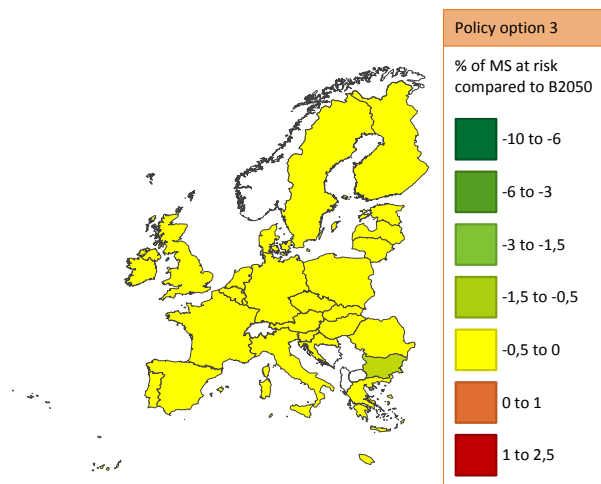 Policy option 3
% of MS at risk
compared to B2050
-10 to -6
-6 to -3
-3 to -1,5
-1,5 to -0,5
-0,5 to 0
0 to 1
1 to 2,5